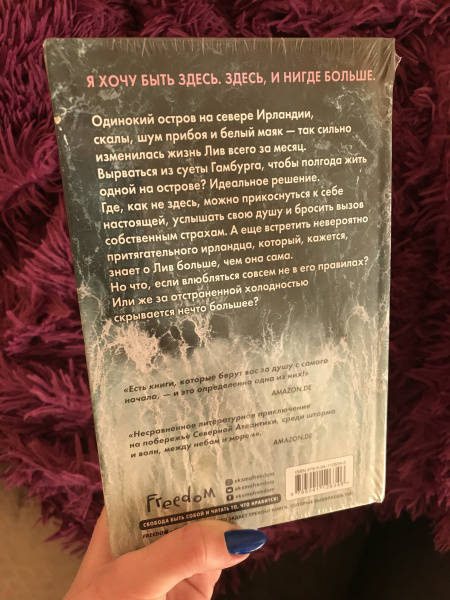 Я ХОЧУ БЫТЬ ЗДЕСЬ. ЗДЕСЬ, И НИГДЕ БОЛЬШЕ.
Одинокий остров на севере Ирландии,
скалы, шум прибоя и белый маяк — так сильно
изменилась жизнь Лив всего за месяц.
Вырваться из суеты Гамбурга, чтобы полгода жить
одной на острове? Идеальное решение.
Где, как не здесь, можно прикоснуться к себе
настоящей, услышать свою душу и бросить вызов
собственным страхам. А еще встретить невероятно
притягательного ирландца, который, кажется,
знает о Лив больше, чем она сама.
Но что, если влюбляться совсем не в его правилах?
Или же за отстраненной холодностью
скрывается нечто большее?
«Есть книги, которые берут вас за душу с самого
начала, — и это определенно одна из них!»
AMAZON.DE
«Несравненное литературное приключение
на побережье Северной Атлантики, среди шторма
и волн, между небом и морем».
AMAZON.DE
ISBN
Freedom
eksmofreedom
eksmofreedom
eksmofreedom
СВОБОДА БЫТЬ СОБОЙ И ЧИТАТЬ ТО, ЧТО НРАВИТСЯ!
FREEDOM